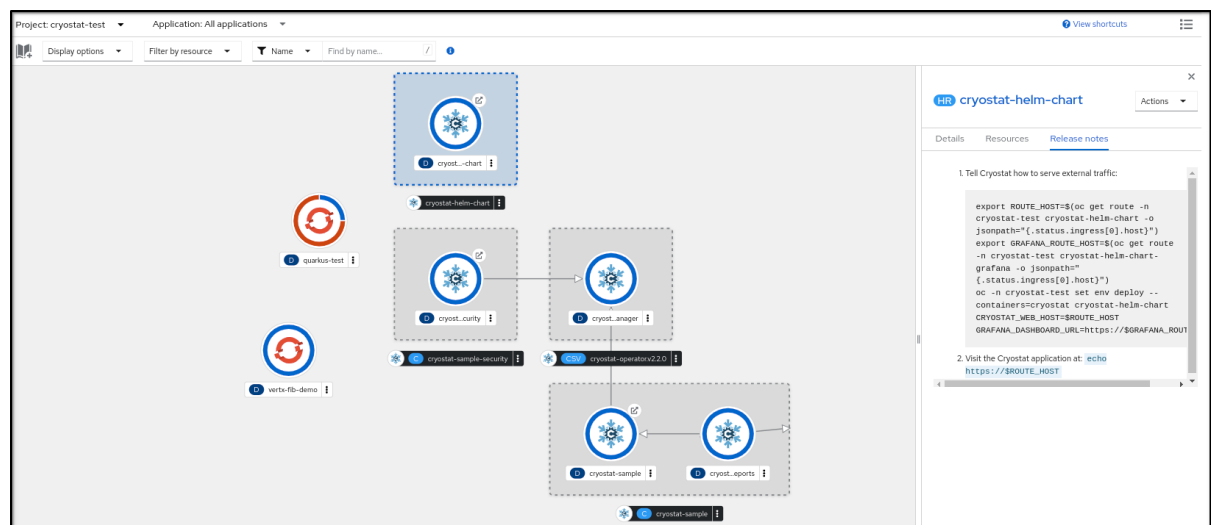 Project: cryostat-test
Application: All applications
View shortcuts
Display options
Filter by resource
Name
Find by name...
/
cryost...-chart
D
cryostat-helm-chart
D
quarkus-test
D
cryost...curity
D
cryost...anager
C
cryostat-sample-security
CSV
cryostat-operator.v2.2.0
D
vertx-fib-demo
D
cryostat-sample
D
cryost...eports
C
cryostat-sample
HR cryostat-helm-chart
Actions
Details
Resources
Release notes
1. Tell Cryostat how to serve external traffic:
export ROUTE_HOST=$(oc get route -n
cryostat-test cryostat-helm-chart -o
jsonpath="{.status.ingress[0].host}")
export GRAFANA_ROUTE_HOST=$(oc get route
-n cryostat-test cryostat-helm-chart-
grafana -o jsonpath="
{.status.ingress[0].host}")
oc -n cryostat-test set env deploy --
containers=cryostat cryostat-helm-chart
CRYOSTAT_WEB_HOST=$ROUTE_HOST
GRAFANA_DASHBOARD_URL=https://$GRAFANA_ROUT
2. Visit the Cryostat application at: echo
https://$ROUTE_HOST